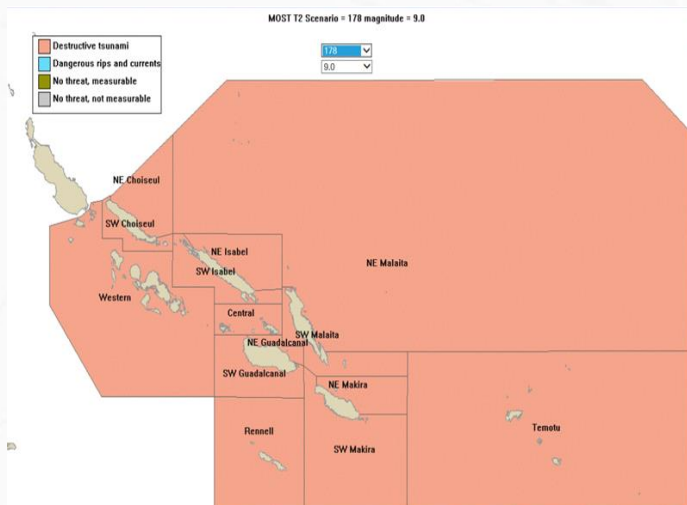 MOST T2 Scenario = 178 magnitude = 9.0
178
9.0
Destructive tsunami
Dangerous rips and currents
No threat, measurable
No threat, not measurable
NE Choiseul
SW Choiseul
NE Isabel
SW Isabel
NE Malaita
Western
Central
SW Malaita
NE Guadalcanal
SW Guadalcanal
NE Makira
Rennell
Temotu
SW Makira